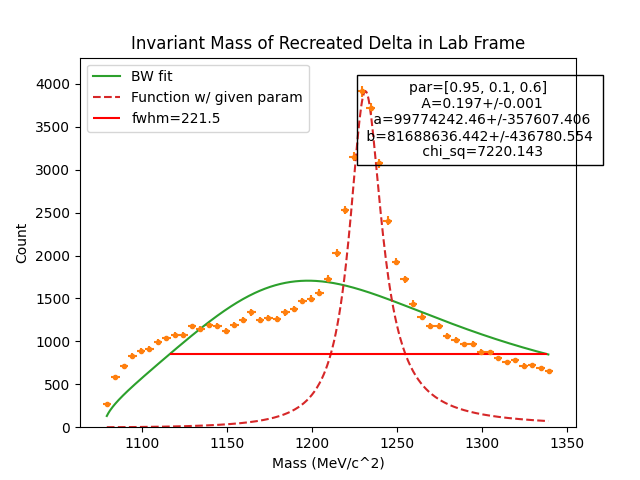 Invariant Mass of Recreated Delta in Lab Frame
BW fit
Function w/ given param
fwhm=221.5
par=[0.95, 0.1, 0.6]
A=0.197+/-0.001
a=99774242.46+/-357607.406
b=81688636.442+/-436780.554
chi_sq=7220.143
Count
4000
3500
3000
2500
2000
1500
1000
500
0
1100 1150 1200 1250 1300 1350
Mass (MeV/c^2)